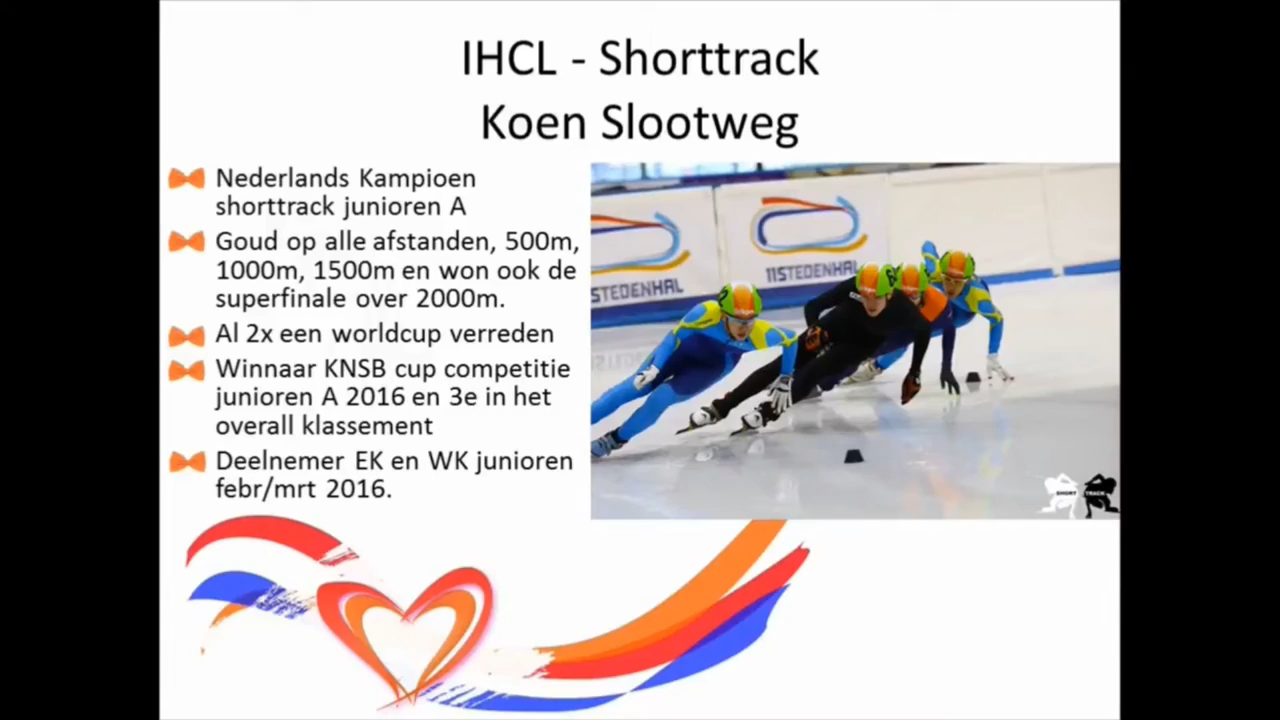 IHCL - Shorttrack
Koen Slootweg
Nederlands Kampioen
shorttrack junioren A
Goud op alle afstanden, 500m,
1000m, 1500m en won ook de
superfinale over 2000m.
Al 2x een worldcup verreden
Winnaar KNSB cup competitie
junioren A 2016 en 3e in het
overall klassement
Deelnemer EK en WK junioren
febr/mrt 2016.
STEDENHAL
11STEDENHAL
SHORT TRACK